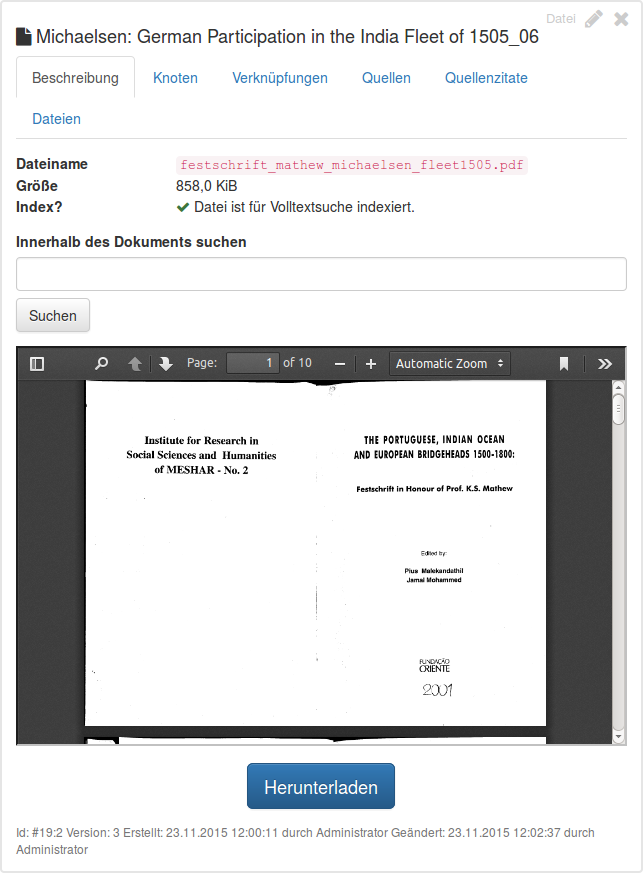 Datei
Michaelsen: German Participation in the India Fleet of 1505_06
Beschreibung Knoten Verknüpfungen Quellen Quellenzitate
Dateien
Dateiname festschrift_mathew_michaelsen_fleet1505.pdf
Größe 858,0 KiB
Index? Datei ist für Volltextsuche indexiert.
Innerhalb des Dokuments suchen
Suchen
Page: 1 of 10 Automatic Zoom
Institute for Research in
Social Sciences and Humanities
of MESHAR - No. 2
THE PORTUGUESE, INDIAN OCEAN
AND EUROPEAN BRIDGEHEADS 1500-1800:
Festschrift in Honour of Prof. K.S. Mathew
Edited by:
Pius Malekandathil
Jamal Mohammed
FUNDAÇÃO
ORIENTE
2001
Herunterladen
Id: #19:2 Version: 3 Erstellt: 23.11.2015 12:00:11 durch Administrator Geändert: 23.11.2015 12:02:37 durch
Administrator